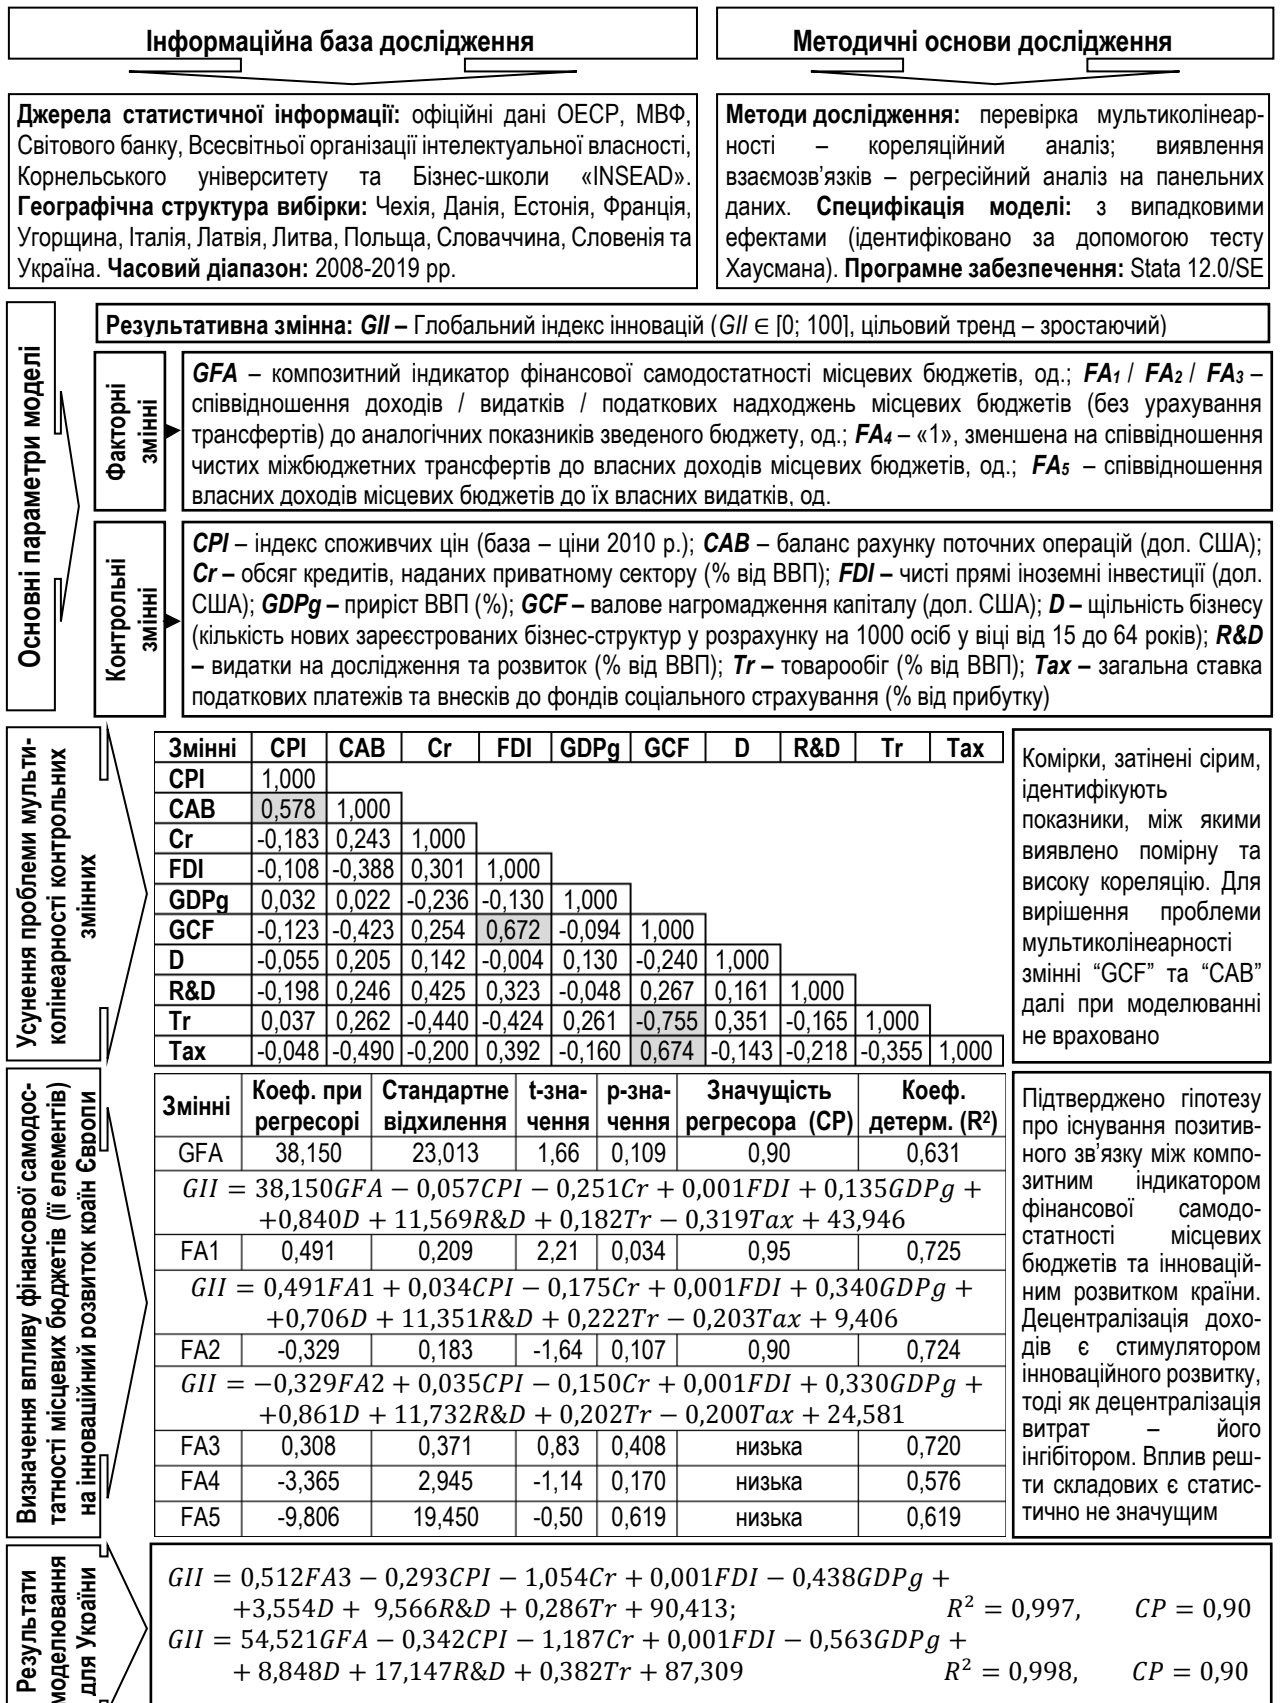 Інформаційна база дослідження
Методичні основи дослідження
Джерела статистичної інформації: офіційні дані ОЕСР, МВФ,
Світового банку, Всесвітньої організації інтелектуальної власності,
Корнельського університету та Бізнес-школи «INSEAD».
Географічна структура вибірки: Чехія, Данія, Естонія, Франція,
Угорщина, Італія, Латвія, Литва, Польща, Словаччина, Словенія та
Україна. Часовий діапазон: 2008-2019 рр.
Методи дослідження: перевірка мультиколінеар-
ності – кореляційний аналіз; виявлення
взаємозв'язків – регресійний аналіз на панельних
даних. Специфікація моделі: з випадковими
ефектами (ідентифіковано за допомогою тесту
Хаусмана). Програмне забезпечення: Stata 12.0/SE
Основні параметри моделі
Результативна змінна: GII – Глобальний індекс інновацій (GII ∈ [0; 100], цільовий тренд – зростаючий)
Факторні
змінні
GFA – композитний індикатор фінансової самодостатності місцевих бюджетів, од.; FA1 / FA2 / FA3 –
співвідношення доходів / видатків / податкових надходжень місцевих бюджетів (без урахування
трансфертів) до аналогічних показників зведеного бюджету, од.; FA4 – «1», зменшена на співвідношення
чистих міжбюджетних трансфертів до власних доходів місцевих бюджетів, од.; FA5 – співвідношення
власних доходів місцевих бюджетів до їх власних видатків, од.
Контрольні
змінні
CPI – індекс споживчих цін (база – ціни 2010 р.); CAB – баланс рахунку поточних операцій (дол. США);
Cr – обсяг кредитів, наданих приватному сектору (% від ВВП); FDI – чисті прямі іноземні інвестиції (дол.
США); GDPg – приріст ВВП (%); GCF – валове нагромадження капіталу (дол. США); D – щільність бізнесу
(кількість нових зареєстрованих бізнес-структур у розрахунку на 1000 осіб у віці від 15 до 64 років); R&D
– видатки на дослідження та розвиток (% від ВВП); Tr – товарообіг (% від ВВП); Tax – загальна ставка
податкових платежів та внесків до фондів соціального страхування (% від прибутку)
Усунення проблеми мульти-
колінеарності контрольних
змінних
Змінні CPI CAB Cr FDI GDPg GCF D R&D Tr Tax
CPI 1,000
CAB 0,578 1,000
Cr -0,183 0,243 1,000
FDI -0,108 -0,388 0,301 1,000
GDPg 0,032 0,022 -0,236 -0,130 1,000
GCF -0,123 -0,423 0,254 0,672 -0,094 1,000
D -0,055 0,205 0,142 -0,004 0,130 -0,240 1,000
R&D -0,198 0,246 0,425 0,323 -0,048 0,267 0,161 1,000
Tr 0,037 0,262 -0,440 -0,424 0,261 -0,755 0,351 -0,165 1,000
Tax -0,048 -0,490 -0,200 0,392 -0,160 0,674 -0,143 -0,218 -0,355 1,000
Комірки, затінені сірим,
ідентифікують
показники, між якими
виявлено помірну та
високу кореляцію. Для
вирішення проблеми
мультиколінеарності
змінні “GCF” та “CAB”
далі при моделюванні
не враховано
Визначення впливу фінансової самодос-
татності місцевих бюджетів (її елементів)
на інноваційний розвиток країн Європи
Змінні Коеф. при Стандартне t-зна- p-зна- Значущість Коеф.
регресорі відхилення чення чення регресора (СР) детерм. (R²)
GFA 38,150 23,013 1,66 0,109 0,90 0,631
GII = 38,150GFA − 0,057CPI − 0,251Cr + 0,001FDI + 0,135GDPg +
+0,840D + 11,569R&D + 0,182Tr − 0,319Tax + 43,946
FA1 0,491 0,209 2,21 0,034 0,95 0,725
GII = 0,491FA1 + 0,034CPI − 0,175Cr + 0,001FDI + 0,340GDPg +
+0,706D + 11,351R&D + 0,222Tr − 0,203Tax + 9,406
FA2 -0,329 0,183 -1,64 0,107 0,90 0,724
GII = −0,329FA2 + 0,035CPI − 0,150Cr + 0,001FDI + 0,330GDPg +
+0,861D + 11,732R&D + 0,202Tr − 0,200Tax + 24,581
FA3 0,308 0,371 0,83 0,408 низька 0,720
FA4 -3,365 2,945 -1,14 0,170 низька 0,576
FA5 -9,806 19,450 -0,50 0,619 низька 0,619
Підтверджено гіпотезу
про існування позитив-
ного зв’язку між компо-
зитним індикатором
фінансової самодо-
статності місцевих
бюджетів та інновацій-
ним розвитком країни.
Децентралізація дохо-
дів є стимулятором
інноваційного розвитку,
тоді як децентралізація
витрат – його
інгібітором. Вплив реш-
ти складових є статис-
тично не значущим
Результати
моделювання
для України
GII = 0,512FA3 − 0,293CPI − 1,054Cr + 0,001FDI − 0,438GDPg +
+3,554D + 9,566R&D + 0,286Tr + 90,413; R² = 0,997, CP = 0,90
GII = 54,521GFA − 0,342CPI − 1,187Cr + 0,001FDI − 0,563GDPg +
+ 8,848D + 17,147R&D + 0,382Tr + 87,309 R² = 0,998, CP = 0,90